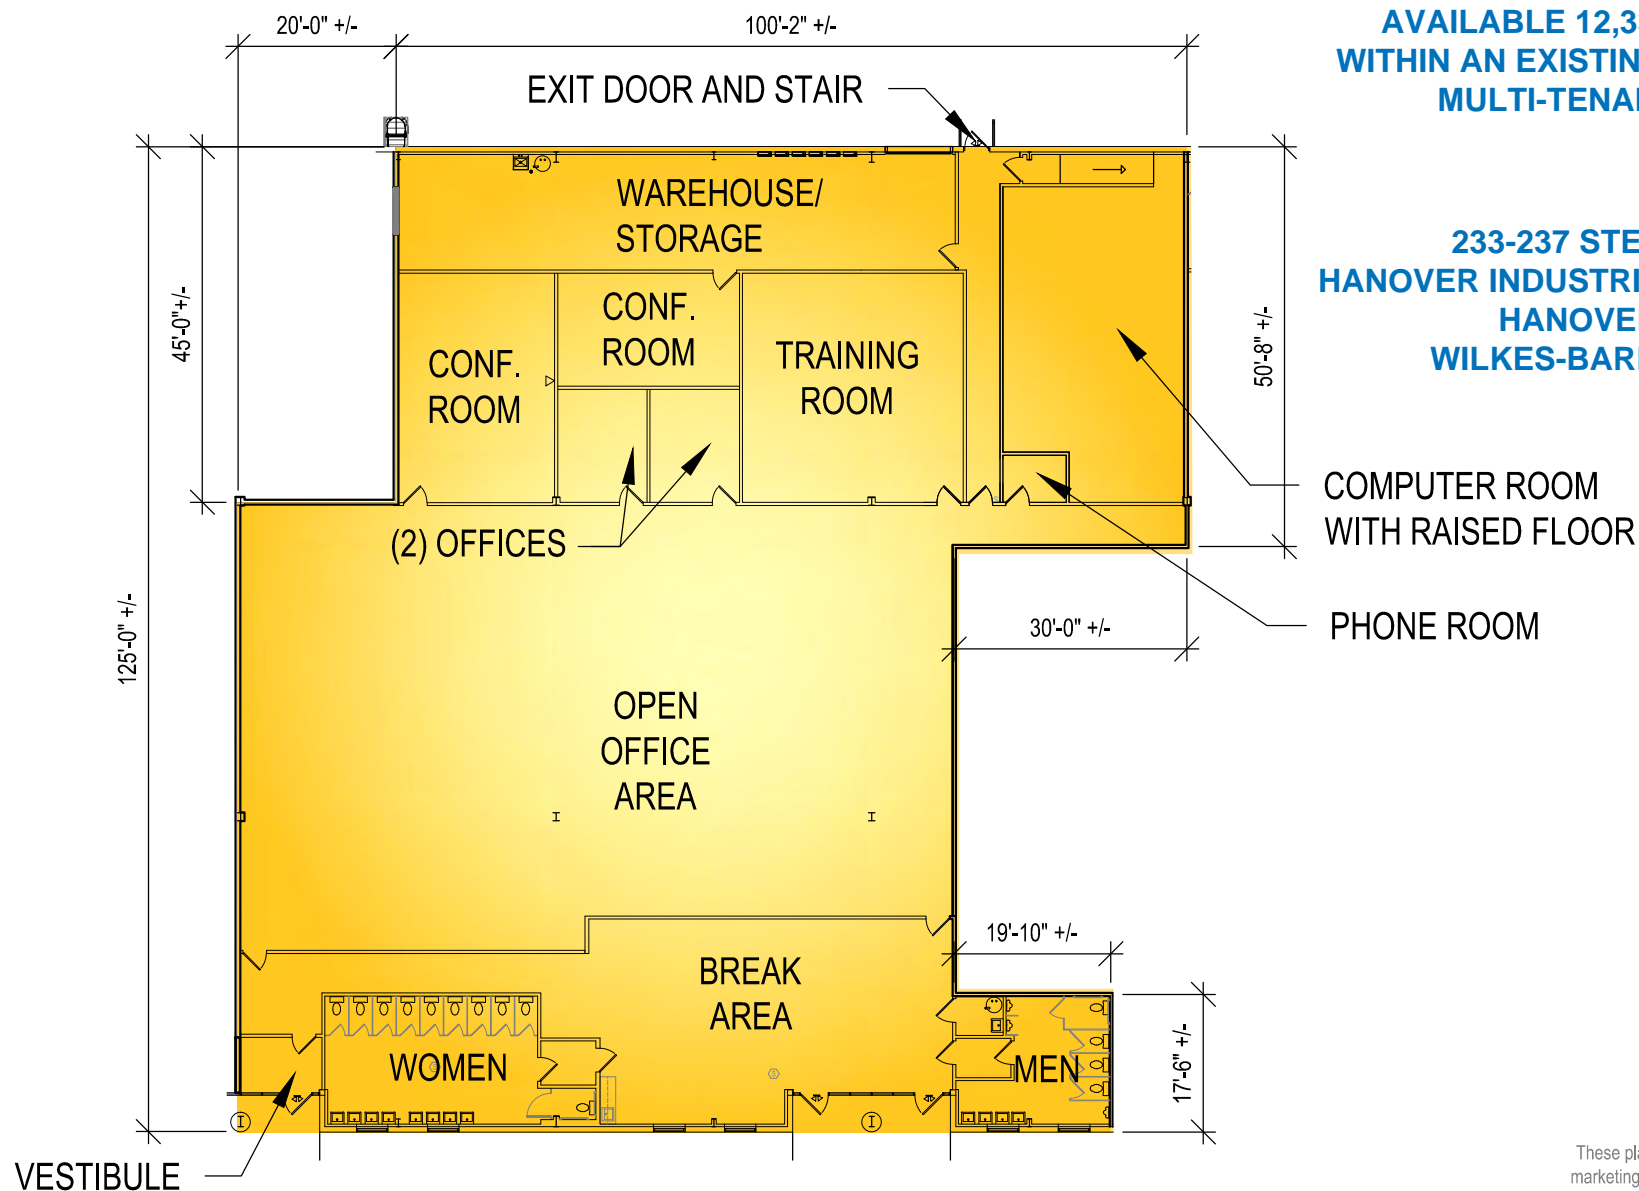 20'-0" +/-
100'-2" +/-
AVAILABLE 12,3
WITHIN AN EXISTIN
MULTI-TENA
EXIT DOOR AND STAIR
WAREHOUSE/
STORAGE
233-237 STE
HANOVER INDUSTRI
HANOVE
WILKES-BAR
45'-0"+/-
50'-8" +/-
CONF.
ROOM
CONF.
ROOM
TRAINING
ROOM
COMPUTER ROOM
WITH RAISED FLOOR
(2) OFFICES
125'-0" +/-
30'-0" +/-
PHONE ROOM
OPEN
OFFICE
AREA
19'-10" +/-
BREAK
AREA
WOMEN
MEN
17'-6" +/-
VESTIBULE
These pl
marketing